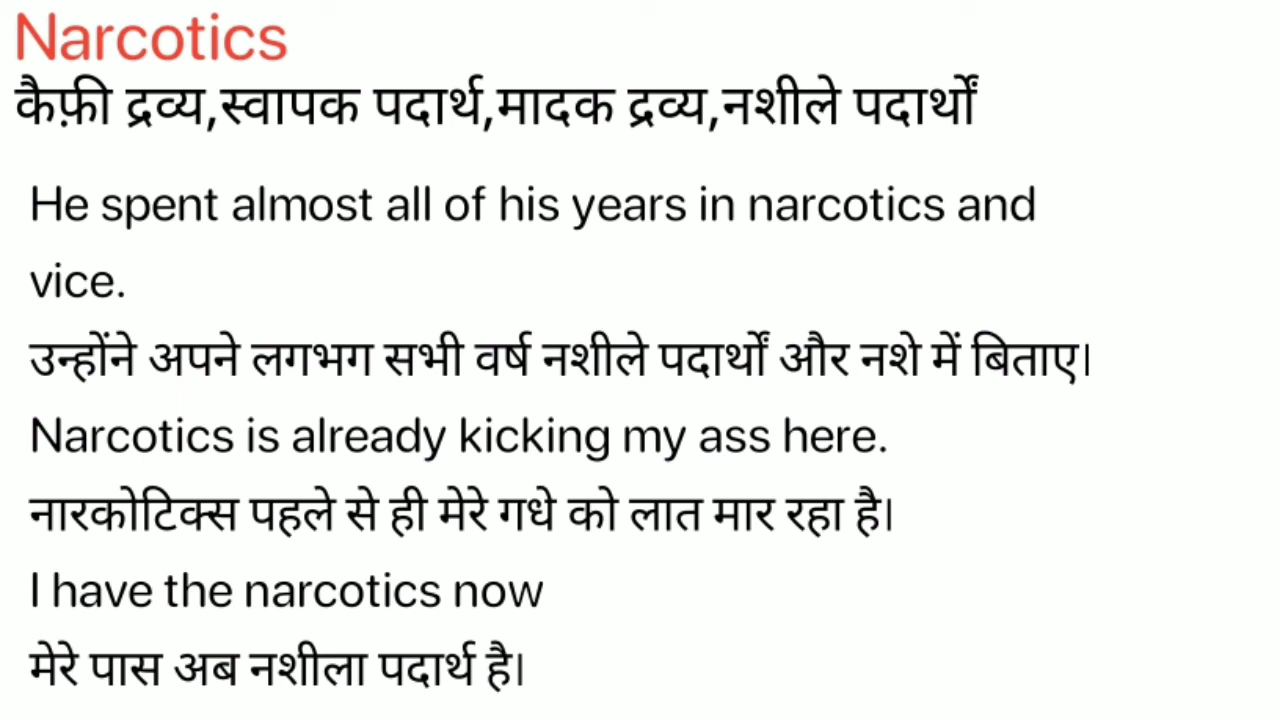 Narcotics
कैफ़ी द्रव्य,स्वापक पदार्थ,मादक द्रव्य,नशीले पदार्थों
He spent almost all of his years in narcotics and
vice.
उन्होंने अपने लगभग सभी वर्ष नशीले पदार्थों और नशे में बिताए।
Narcotics is already kicking my ass here.
नारकोटिक्स पहले से ही मेरे गधे को लात मार रहा है।
I have the narcotics now
मेरे पास अब नशीला पदार्थ है।